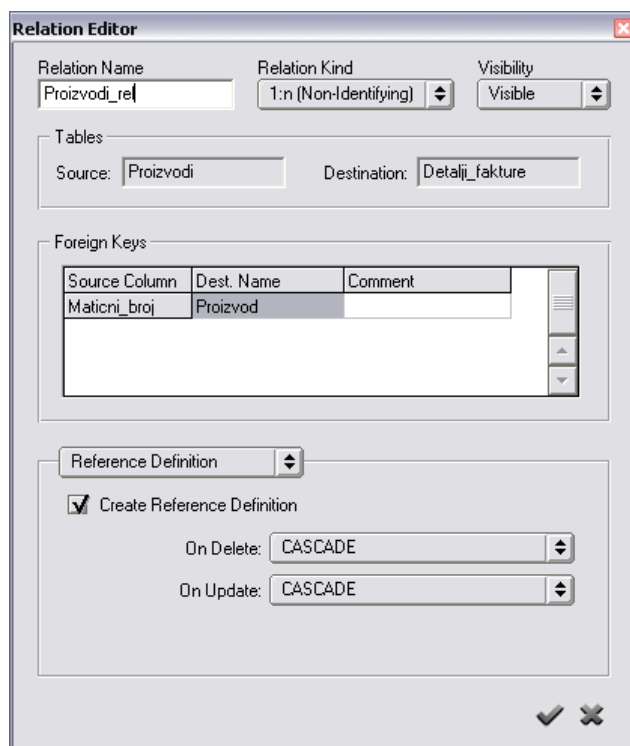 Relation Editor
Relation Name Relation Kind Visibility
Proizvodi_rel 1:n (Non-Identifying) Visible
Tables
Source: Proizvodi Destination: Detalji_fakture
Foreign Keys
Source Column Dest. Name Comment
Maticni_broj Proizvod
Reference Definition
Create Reference Definition
On Delete: CASCADE
On Update: CASCADE